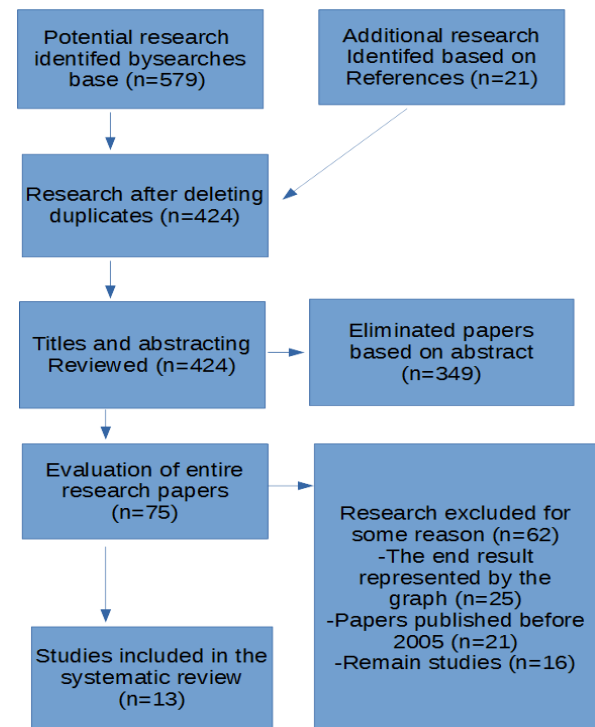 Potential research
identifed bysearches
base (n=579)
Additional research
Identifed based on
References (n=21)
Research after deleting
duplicates (n=424)
Titles and abstracting
Reviewed (n=424)
Eliminated papers
based on abstract
(n=349)
Evaluation of entire
research papers
(n=75)
Research excluded for
some reason (n=62)
-The end result
represented by the
graph (n=25)
-Papers published before
2005 (n=21)
-Remain studies (n=16)
Studies included in the
systematic review
(n=13)